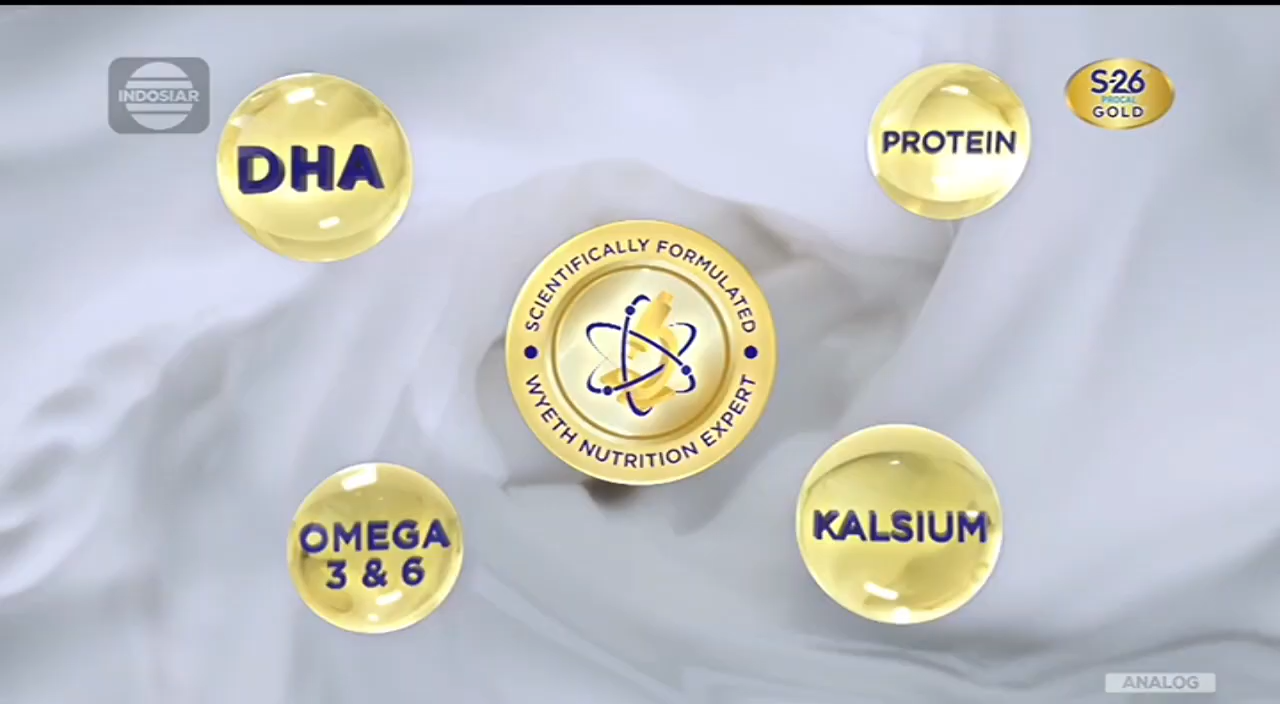 INDOSIAR
DHA
PROTEIN
S-26
PROCAL
GOLD
SCIENTIFICALLY FORMULATED
WYETH NUTRITION EXPERT
OMEGA
3 & 6
KALSIUM
ANALOG